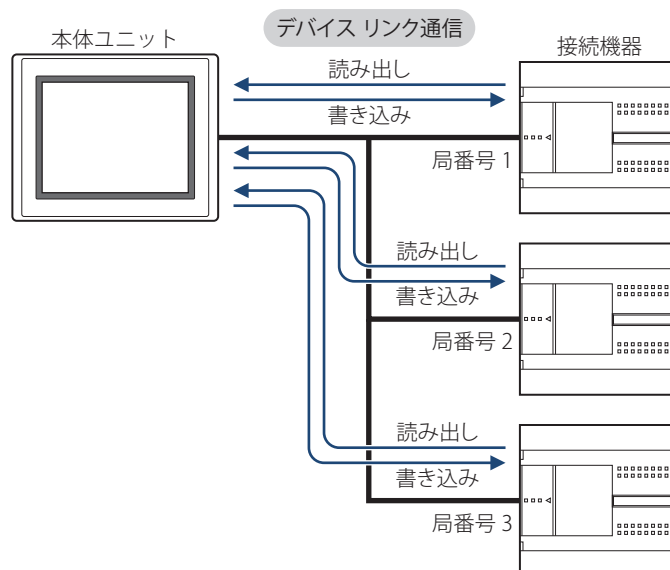 デバイス リンク通信
本体ユニット
接続機器
読み出し
書き込み
局番号 1
読み出し
書き込み
局番号 2
読み出し
書き込み
局番号 3